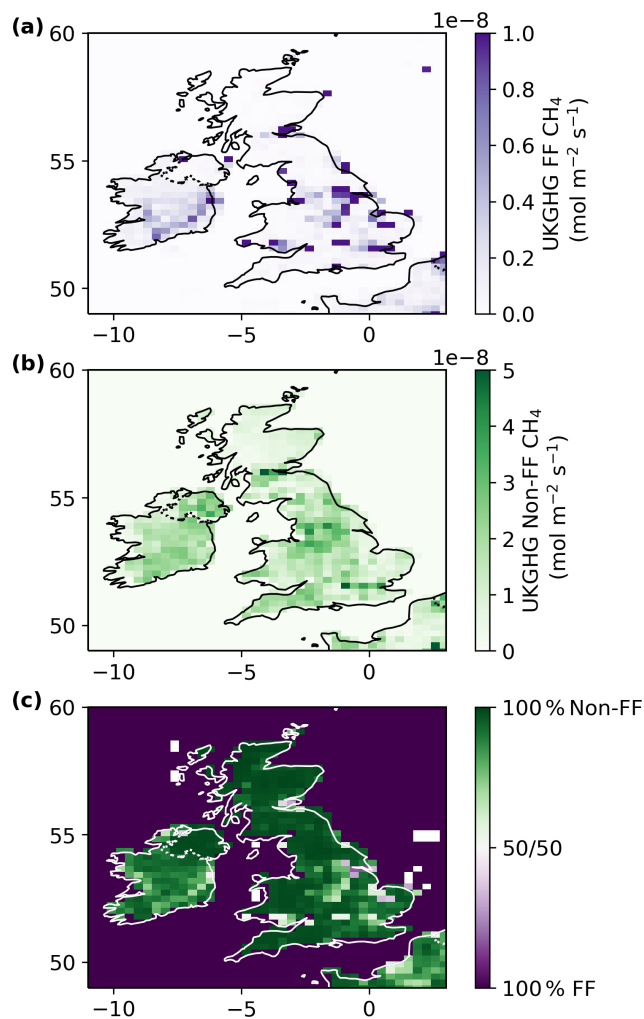 (a)
1e−8
60
55
50
−10
−5
0
1.0
0.8
0.6
0.4
0.2
0.0
UKGHG FF CH₄
(mol m⁻² s⁻¹)
(b)
1e−8
60
55
50
−10
−5
0
5
4
3
2
1
0
UKGHG Non-FF CH₄
(mol m⁻² s⁻¹)
(c)
60
55
50
−10
−5
0
100 % Non-FF
50/50
100 % FF